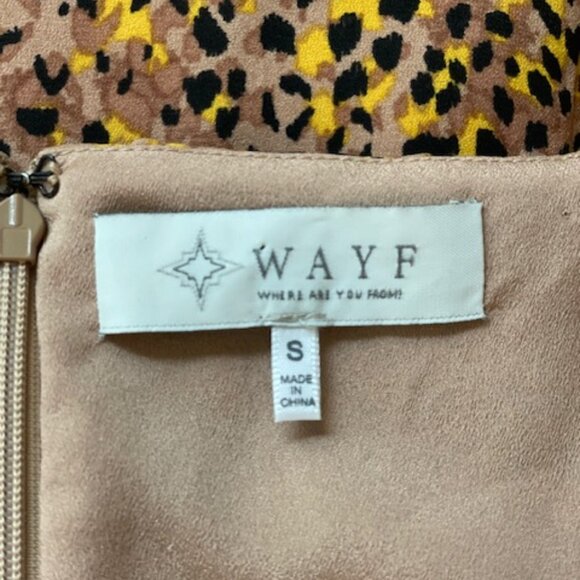 WAYF
WHERE ARE YOU FROM?
S
MADE
IN
CHINA